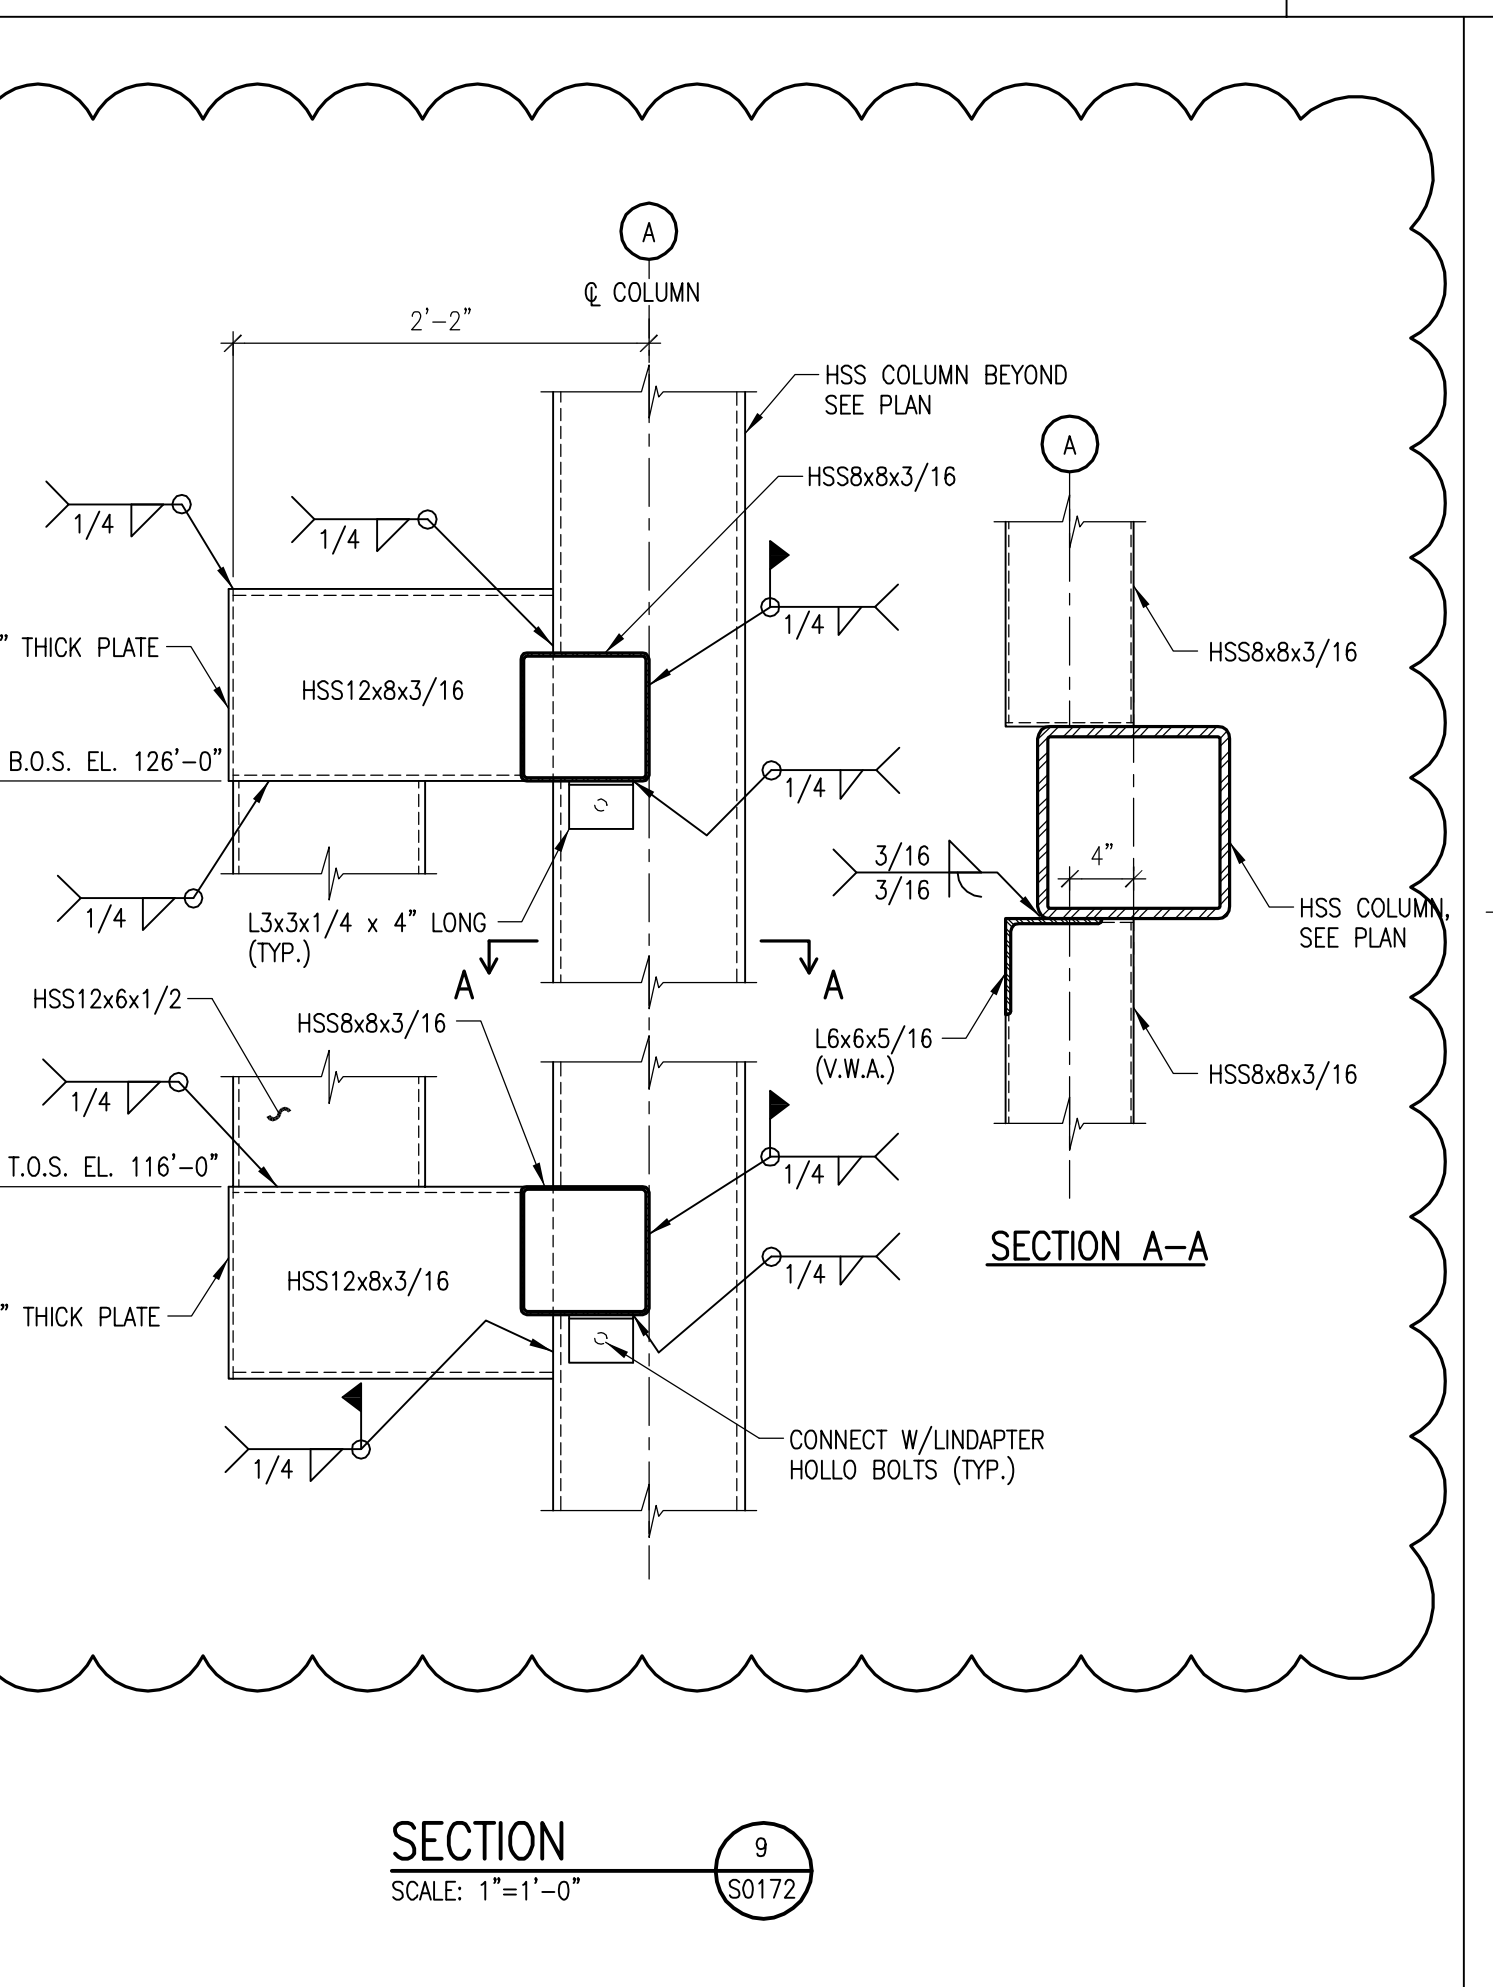 A
℄ COLUMN
2'-2"
HSS COLUMN BEYOND
SEE PLAN
HSS8x8x3/16
A
1/4
1/4
1/4
" THICK PLATE
HSS12x8x3/16
HSS8x8x3/16
B.O.S. EL. 126'-0"
1/4
3/16
3/16
4"
1/4
L3x3x1/4 x 4" LONG
(TYP.)
HSS COLUMN,
SEE PLAN
A
A
HSS12x6x1/2
HSS8x8x3/16
L6x6x5/16
(V.W.A.)
HSS8x8x3/16
1/4
T.O.S. EL. 116'-0"
1/4
SECTION A-A
HSS12x8x3/16
1/4
" THICK PLATE
CONNECT W/LINDAPTER
HOLLO BOLTS (TYP.)
1/4
SECTION
SCALE: 1"=1'-0"
9
S0172